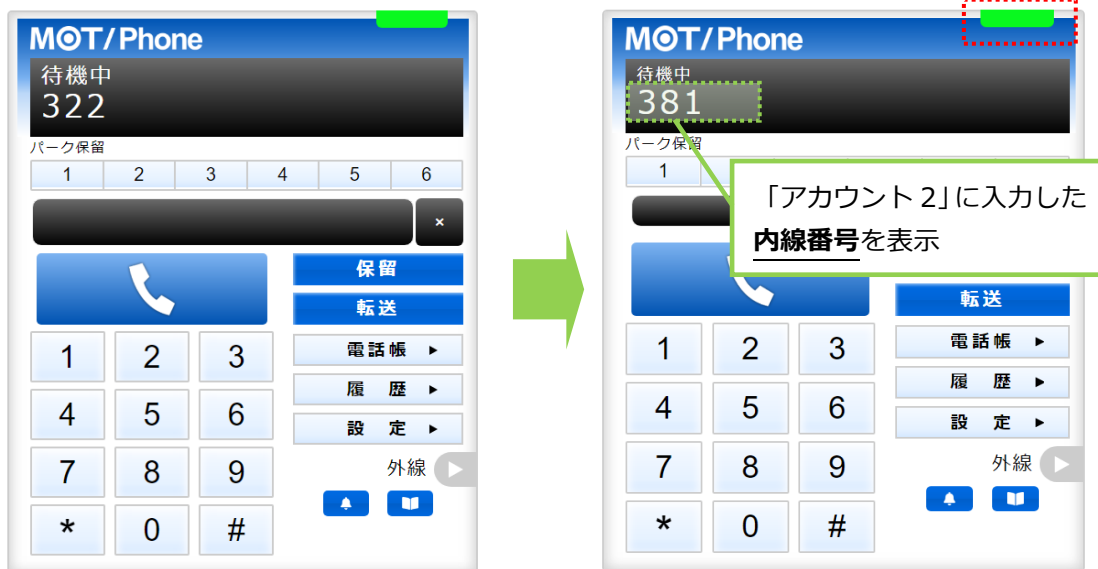 MOT/Phone
待機中
322
パーク保留
1 2 3 4 5 6
×
保留
転送
1 2 3
電話帳 ▶
履 歴 ▶
4 5 6
設 定 ▶
7 8 9
外線
* 0 #
MOT/Phone
待機中
381
パーク保留
1
「アカウント2」に入力した
内線番号を表示
転送
1 2 3
電話帳 ▶
履 歴 ▶
4 5 6
設 定 ▶
7 8 9
外線
* 0 #